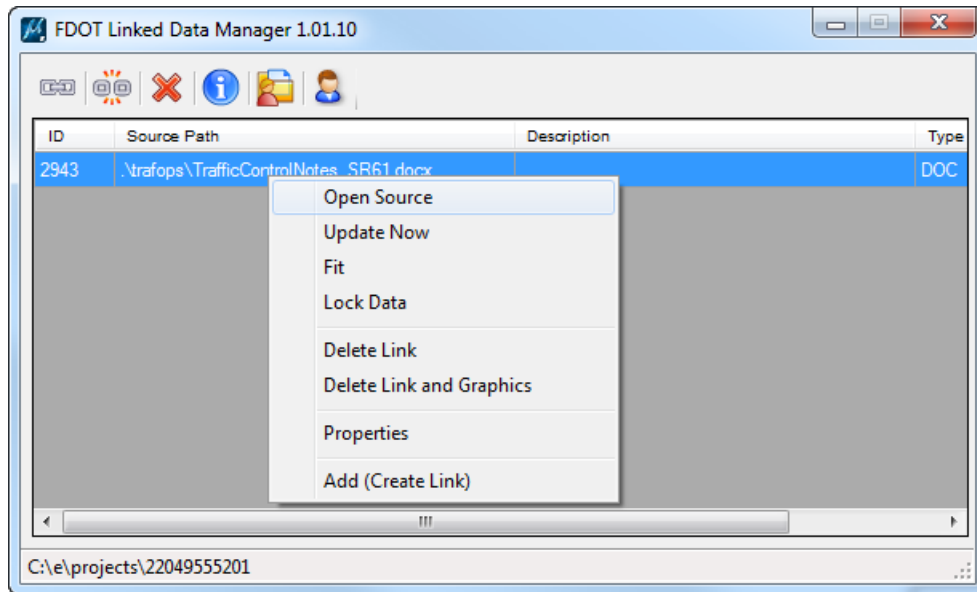 FDOT Linked Data Manager 1.01.10
ID Source Path Description Type
2943 .\trafops\TrafficControlNotes_SR61.docx DOC
Open Source
Update Now
Fit
Lock Data
Delete Link
Delete Link and Graphics
Properties
Add (Create Link)
C:\e\projects\22049555201